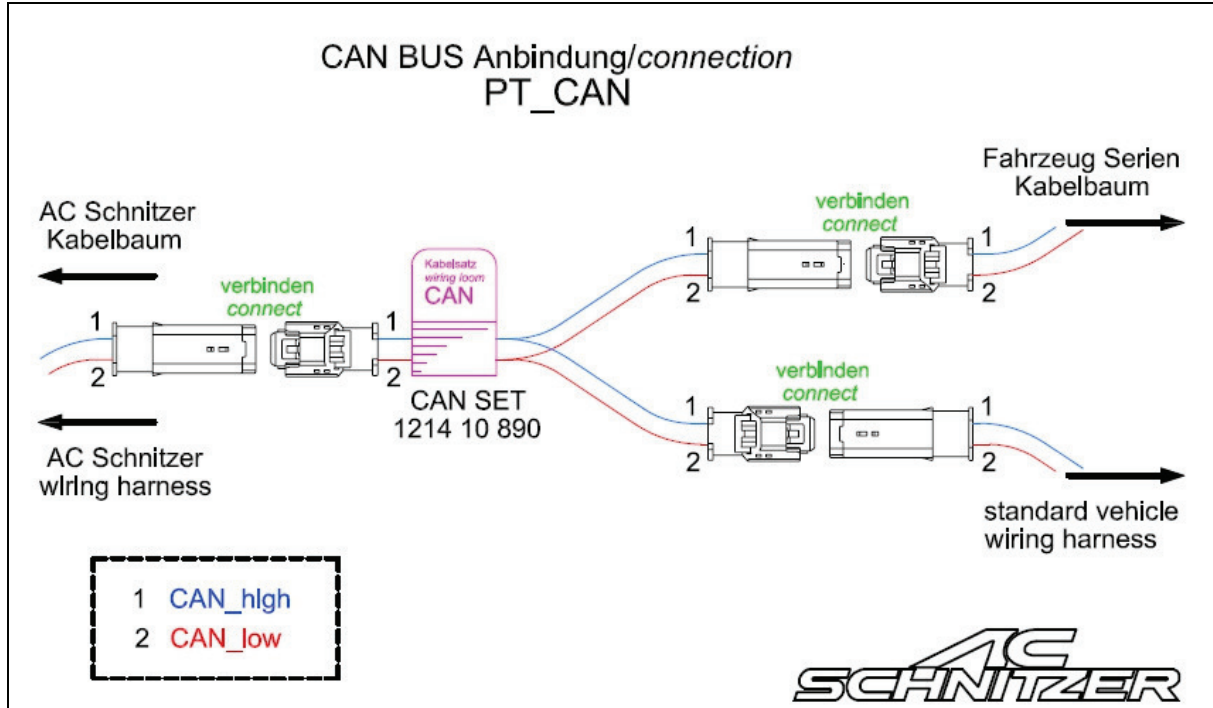 CAN BUS Anbindung/connection
PT_CAN
AC Schnitzer
Kabelbaum
verbinden
connect
1
2
Kabelsatz
wiring loom
CAN
1
2
CAN SET
1214 10 890
AC Schnitzer
wiring harness
verbinden
connect
1
2
1
2
Fahrzeug Serien
Kabelbaum
verbinden
connect
1
2
1
2
standard vehicle
wiring harness
1 CAN_high
2 CAN_low
AC
SCHNITZER